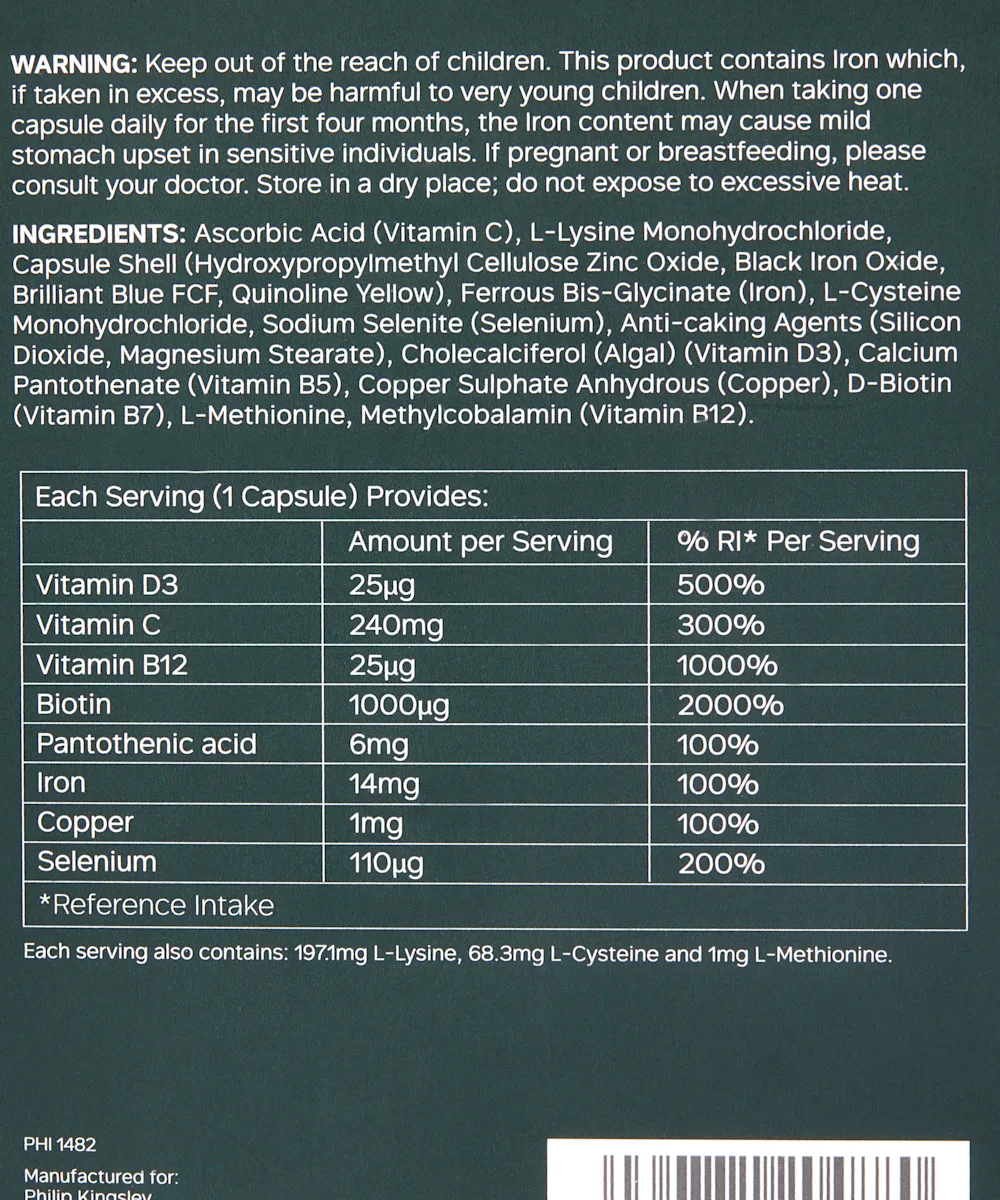 WARNING: Keep out of the reach of children. This product contains Iron which,
if taken in excess, may be harmful to very young children. When taking one
capsule daily for the first four months, the Iron content may cause mild
stomach upset in sensitive individuals. If pregnant or breastfeeding, please
consult your doctor. Store in a dry place; do not expose to excessive heat.
INGREDIENTS: Ascorbic Acid (Vitamin C), L-Lysine Monohydrochloride,
Capsule Shell (Hydroxypropylmethyl Cellulose Zinc Oxide, Black Iron Oxide,
Brilliant Blue FCF, Quinoline Yellow), Ferrous Bis-Glycinate (Iron), L-Cysteine
Monohydrochloride, Sodium Selenite (Selenium), Anti-caking Agents (Silicon
Dioxide, Magnesium Stearate), Cholecalciferol (Algal) (Vitamin D3), Calcium
Pantothenate (Vitamin B5), Copper Sulphate Anhydrous (Copper), D-Biotin
(Vitamin B7), L-Methionine, Methylcobalamin (Vitamin B12).
Each Serving (1 Capsule) Provides:
Amount per Serving % RI* Per Serving
Vitamin D3 25µg 500%
Vitamin C 240mg 300%
Vitamin B12 25µg 1000%
Biotin 1000µg 2000%
Pantothenic acid 6mg 100%
Iron 14mg 100%
Copper 1mg 100%
Selenium 110µg 200%
*Reference Intake
Each serving also contains: 197.1mg L-Lysine, 68.3mg L-Cysteine and 1mg L-Methionine.
PHI 1482
Manufactured for:
Philip Kingsley